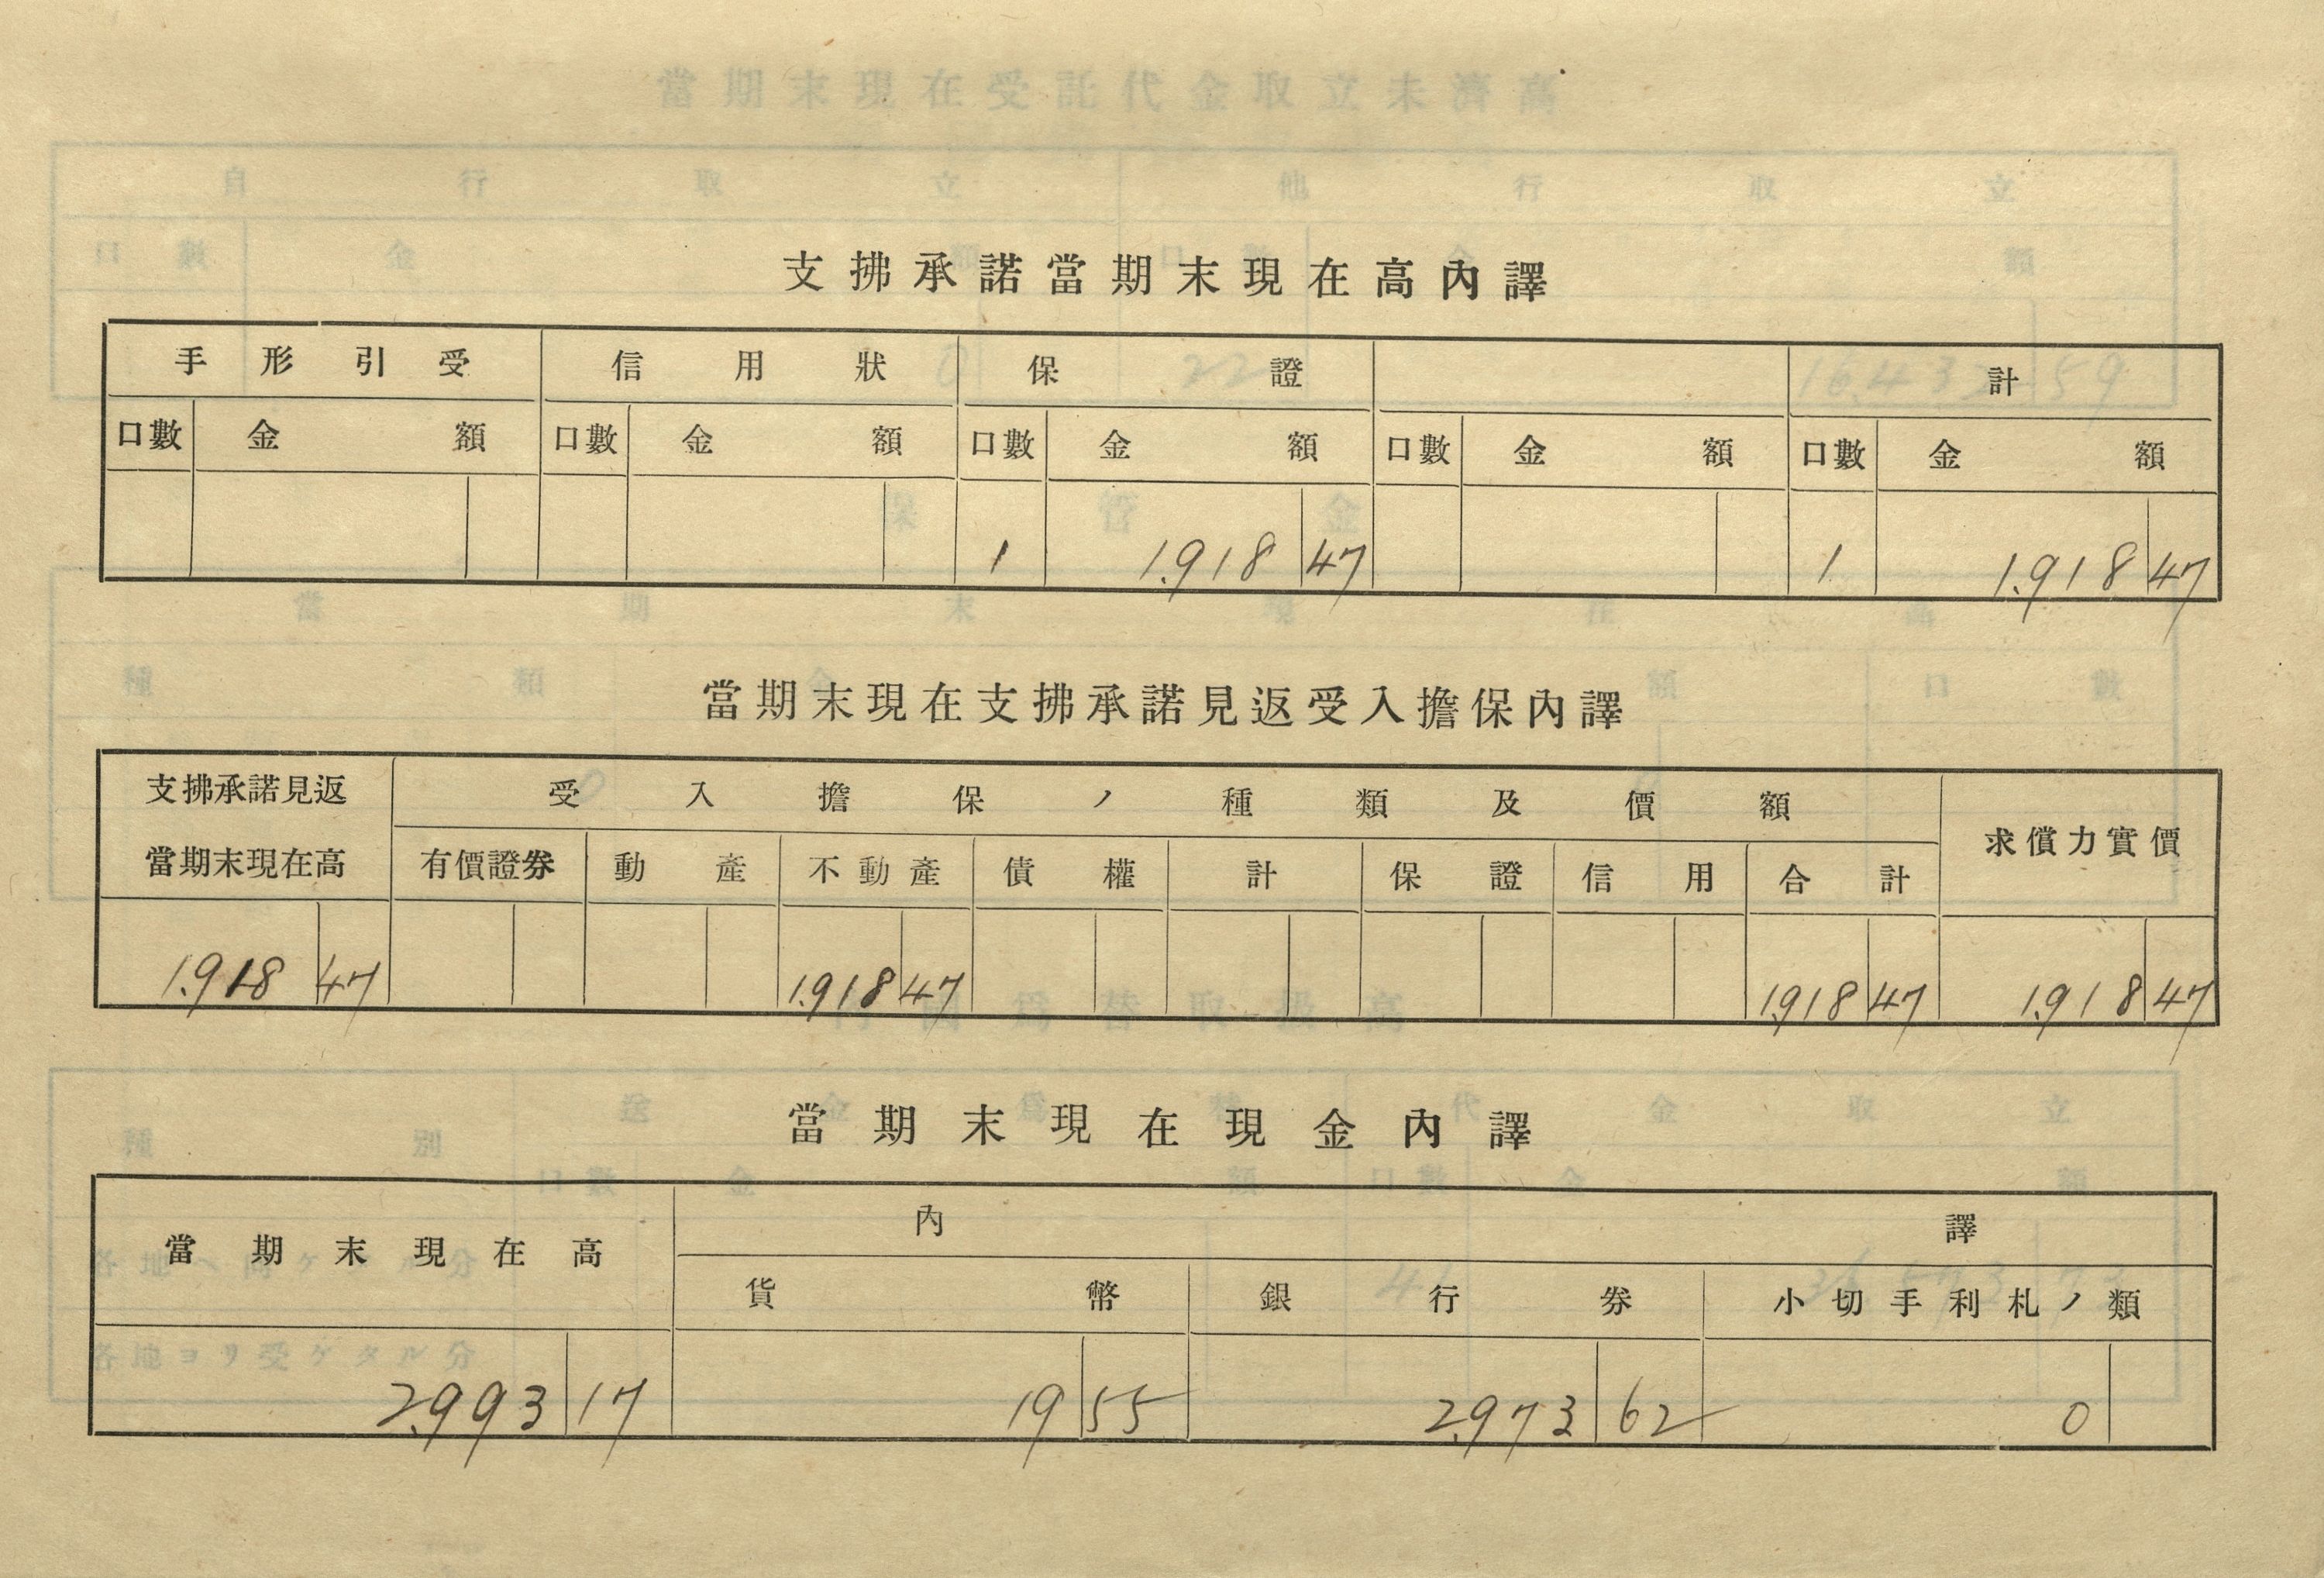 支拂承諾當期末現在高內譯
手形引受 信用狀 保證 計
口數 金額 口數 金額 口數 金額 口數 金額 口數 金額
1 1.918 47 1 1.918 47
當期末現在支拂承諾見返受入擔保內譯
支拂承諾見返 受入擔保ノ種類及價額
當期末現在高 有價證券 動產 不動產 債權 計 保證 信用 合計 求償力實價
1.918 47 1.918 47 1.918 47 1.918 47
當期末現在現金內譯
當期末現在高 內譯
貨幣 銀行券 小切手利札ノ類
2.993 17 19 55 2.973 62 0